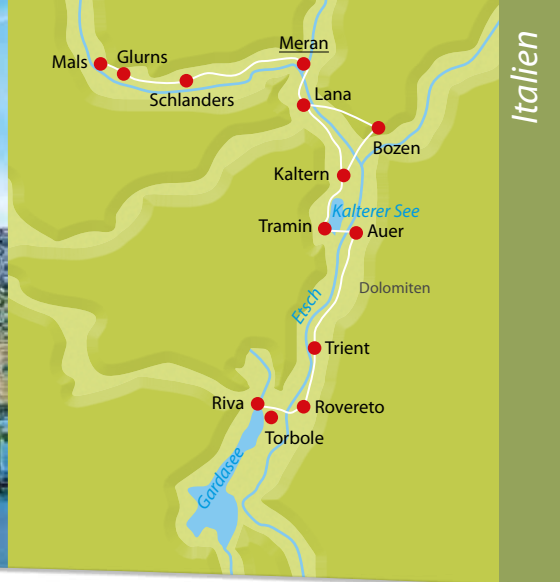 Italien
Meran
Mals
Glurns
Schlanders
Lana
Bozen
Kaltern
Kalterer See
Tramin
Auer
Dolomiten
Etsch
Trient
Riva
Rovereto
Torbole
Gardasee